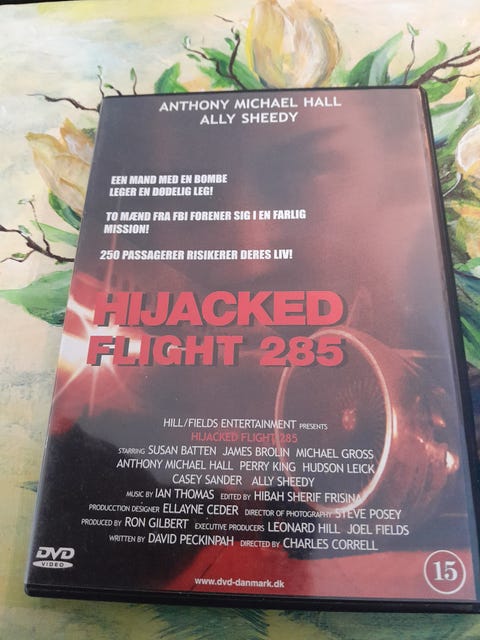 ANTHONY MICHAEL HALL
ALLY SHEEDY
EEN MAND MED EN BOMBE
LEGER EN DØDELIG LEG!
TO MÆND FRA FBI FORENER SIG I EN FARLIG
MISSION!
250 PASSAGERER RISIKERER DERES LIV!
HIJACKED
FLIGHT 285
HILL/FIELDS ENTERTAINMENT PRESENTS
HIJACKED FLIGHT 285
STARRING SUSAN BATTEN JAMES BROLIN MICHAEL GROSS
ANTHONY MICHAEL HALL PERRY KING HUDSON LEICK
CASEY SANDER ALLY SHEEDY
MUSIC BY IAN THOMAS EDITED BY HIBAH SHERIF FRISINA
PRODUCCTION DESIGNER ELLAYNE CEDER DIRECTOR OF PHOTOGRAPHY STEVE POSEY
PRODUCED BY RON GILBERT EXECUTIVE PRODUCERS LEONARD HILL JOEL FIELDS
WRITTEN BY DAVID PECKINPAH DIRECTED BY CHARLES CORRELL
DVD
VIDEO
15
www.dvd-danmark.dk